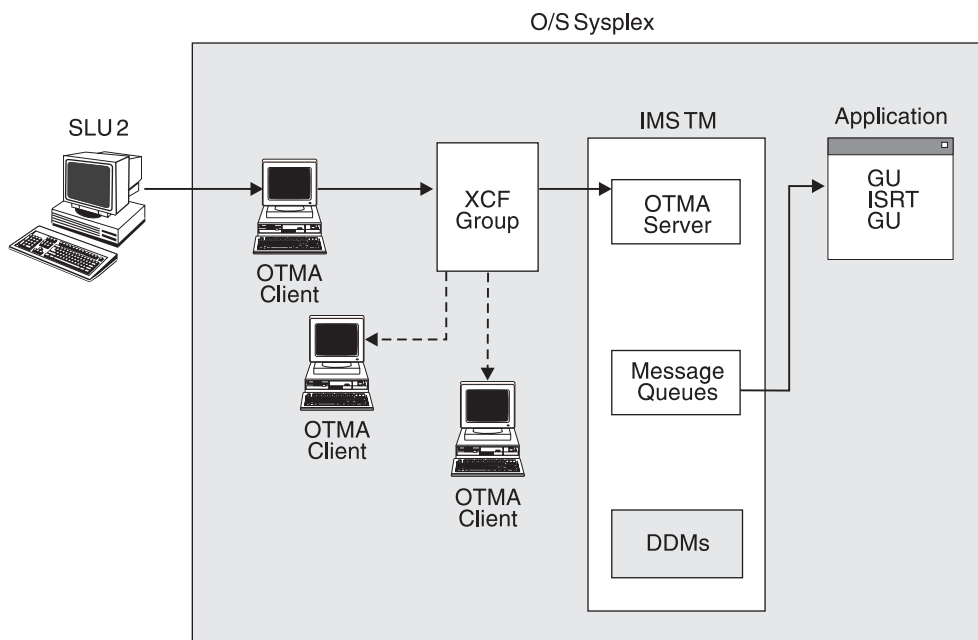 O/S Sysplex
SLU 2
OTMA
Client
XCF
Group
OTMA
Client
OTMA
Client
IMS TM
OTMA
Server
Message
Queues
DDMs
Application
GU
ISRT
GU